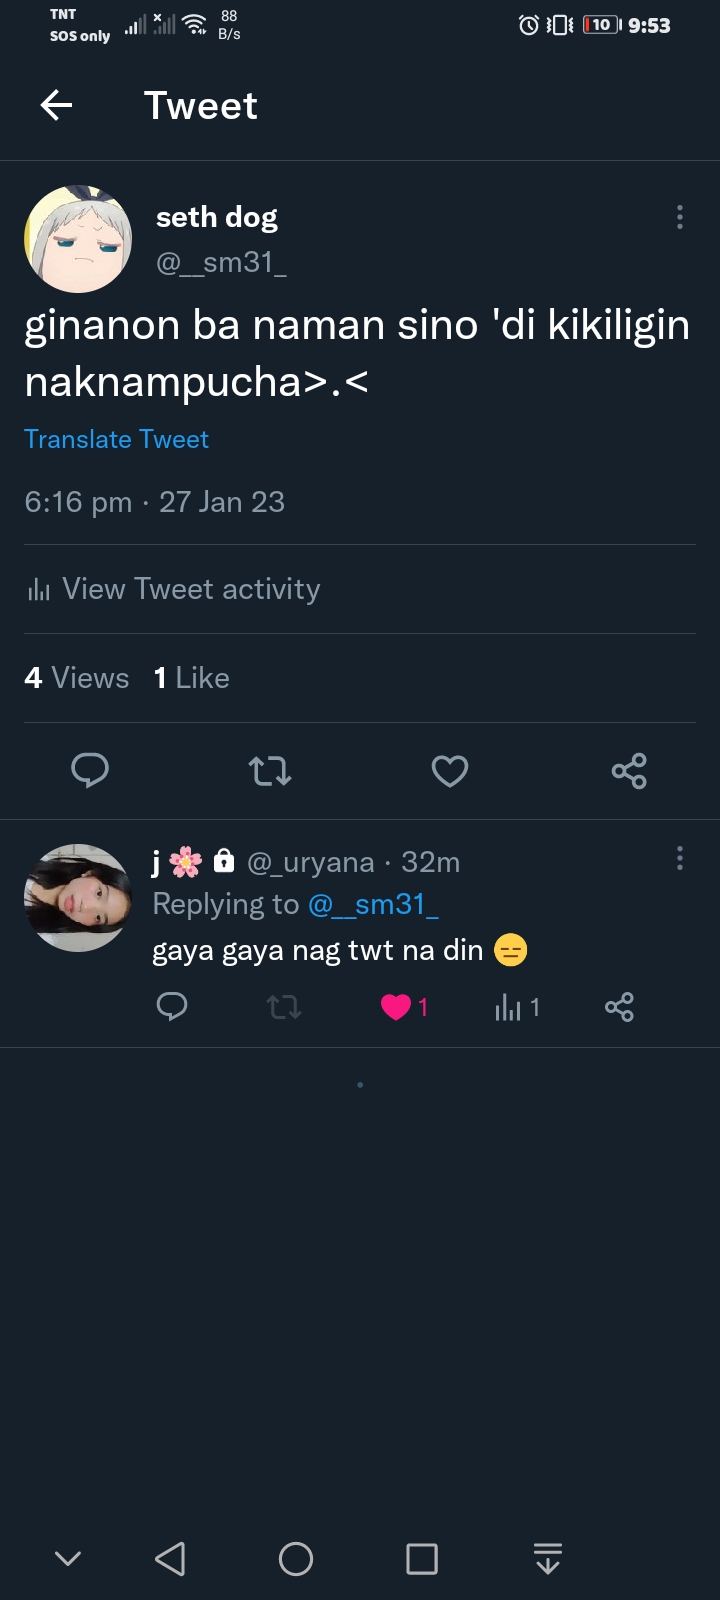 TNT
SOS only
88
B/s
10
9:53
Tweet
seth dog
@__sm31_
ginanon ba naman sino 'di kikiligin
naknampucha>.<
Translate Tweet
6:16 pm · 27 Jan 23
View Tweet activity
4 Views 1 Like
j 🌸 🔒 @_uryana · 32m
Replying to @__sm31_
gaya gaya nag twt na din 😑
1
1